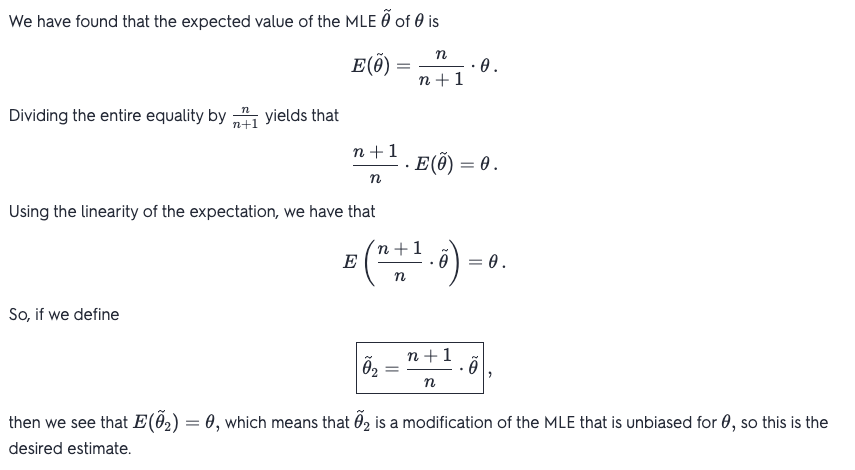 We have found that the expected value of the MLE θ̃ of θ is
E(θ̃) = n/(n + 1) · θ .
Dividing the entire equality by n/(n+1) yields that
(n + 1)/n · E(θ̃) = θ .
Using the linearity of the expectation, we have that
E((n + 1)/n · θ̃) = θ .
So, if we define
θ̃₂ = (n + 1)/n · θ̃ ,
then we see that E(θ̃₂) = θ, which means that θ̃₂ is a modification of the MLE that is unbiased for θ, so this is the
desired estimate.